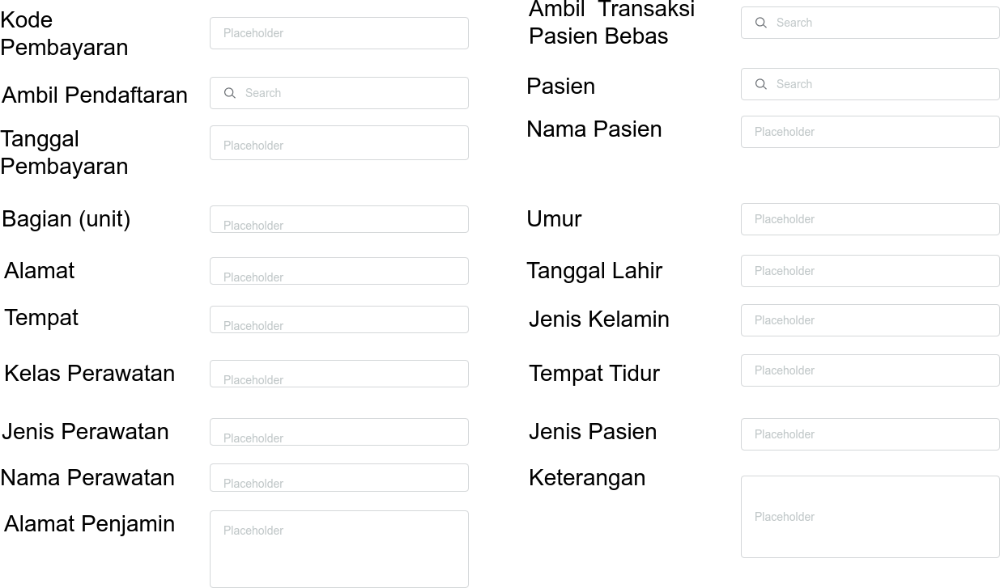 Kode
Pembayaran
Placeholder
Ambil Pendaftaran
Search
Tanggal
Pembayaran
Placeholder
Bagian (unit)
Placeholder
Alamat
Placeholder
Tempat
Placeholder
Kelas Perawatan
Placeholder
Jenis Perawatan
Placeholder
Nama Perawatan
Placeholder
Alamat Penjamin
Placeholder
Ambil  Transaksi
Pasien Bebas
Search
Pasien
Search
Nama Pasien
Placeholder
Umur
Placeholder
Tanggal Lahir
Placeholder
Jenis Kelamin
Placeholder
Tempat Tidur
Placeholder
Jenis Pasien
Placeholder
Keterangan
Placeholder